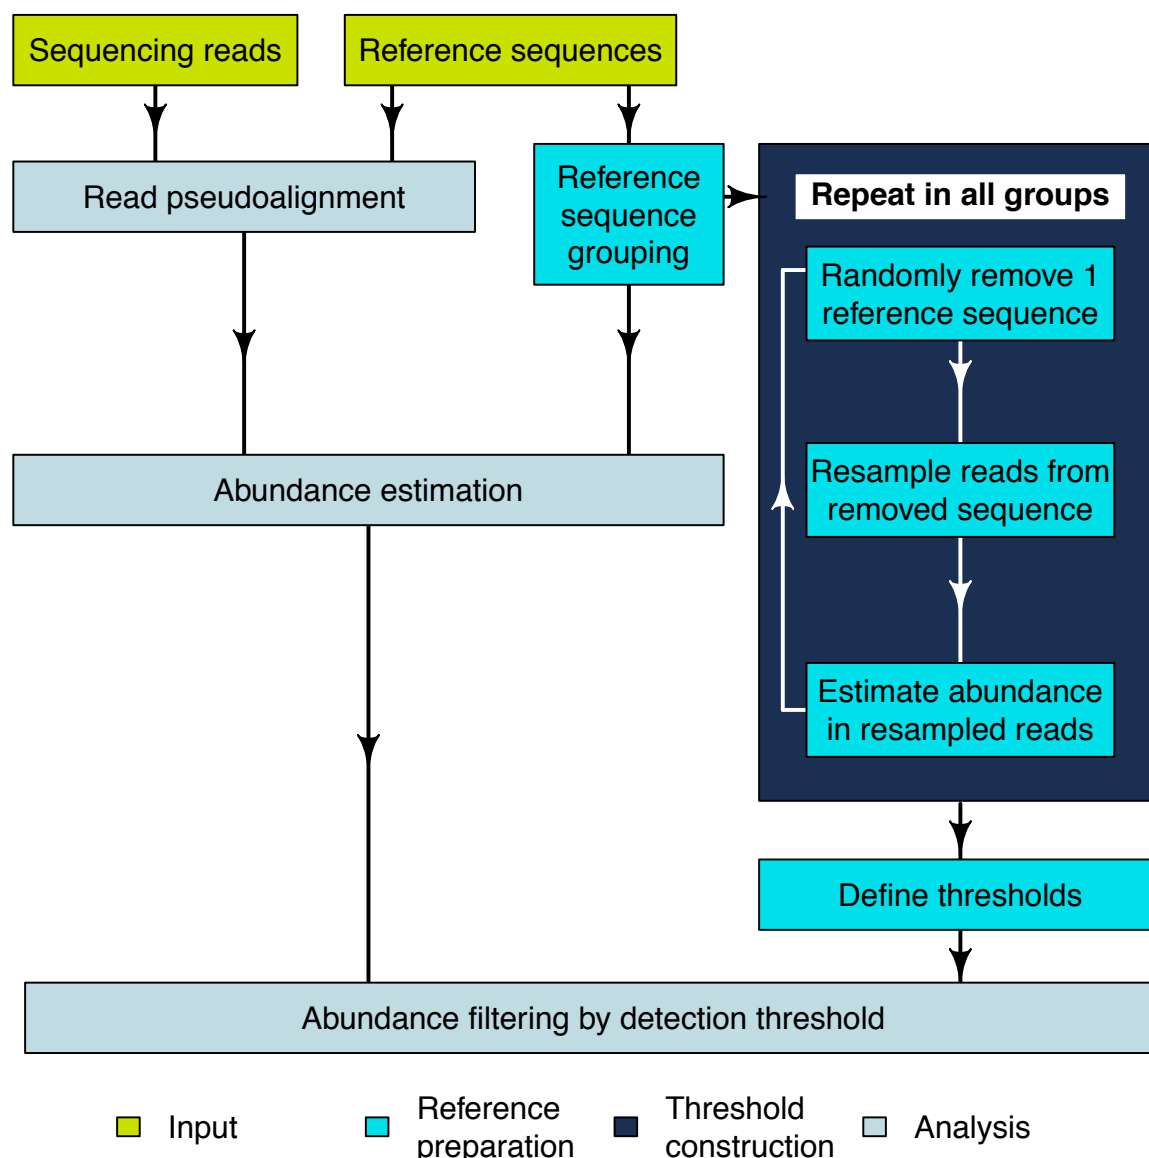 Sequencing reads
Reference sequences
Read pseudoalignment
Reference
sequence
grouping
Repeat in all groups
Randomly remove 1
reference sequence
Resample reads from
removed sequence
Estimate abundance
in resampled reads
Abundance estimation
Define thresholds
Abundance filtering by detection threshold
Input
Reference
preparation
Threshold
construction
Analysis